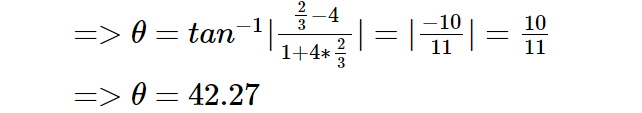 => θ = tan⁻¹|(2/3 −4)/(1+4*2/3)| = |−10/11| = 10/11
=> θ = 42.27